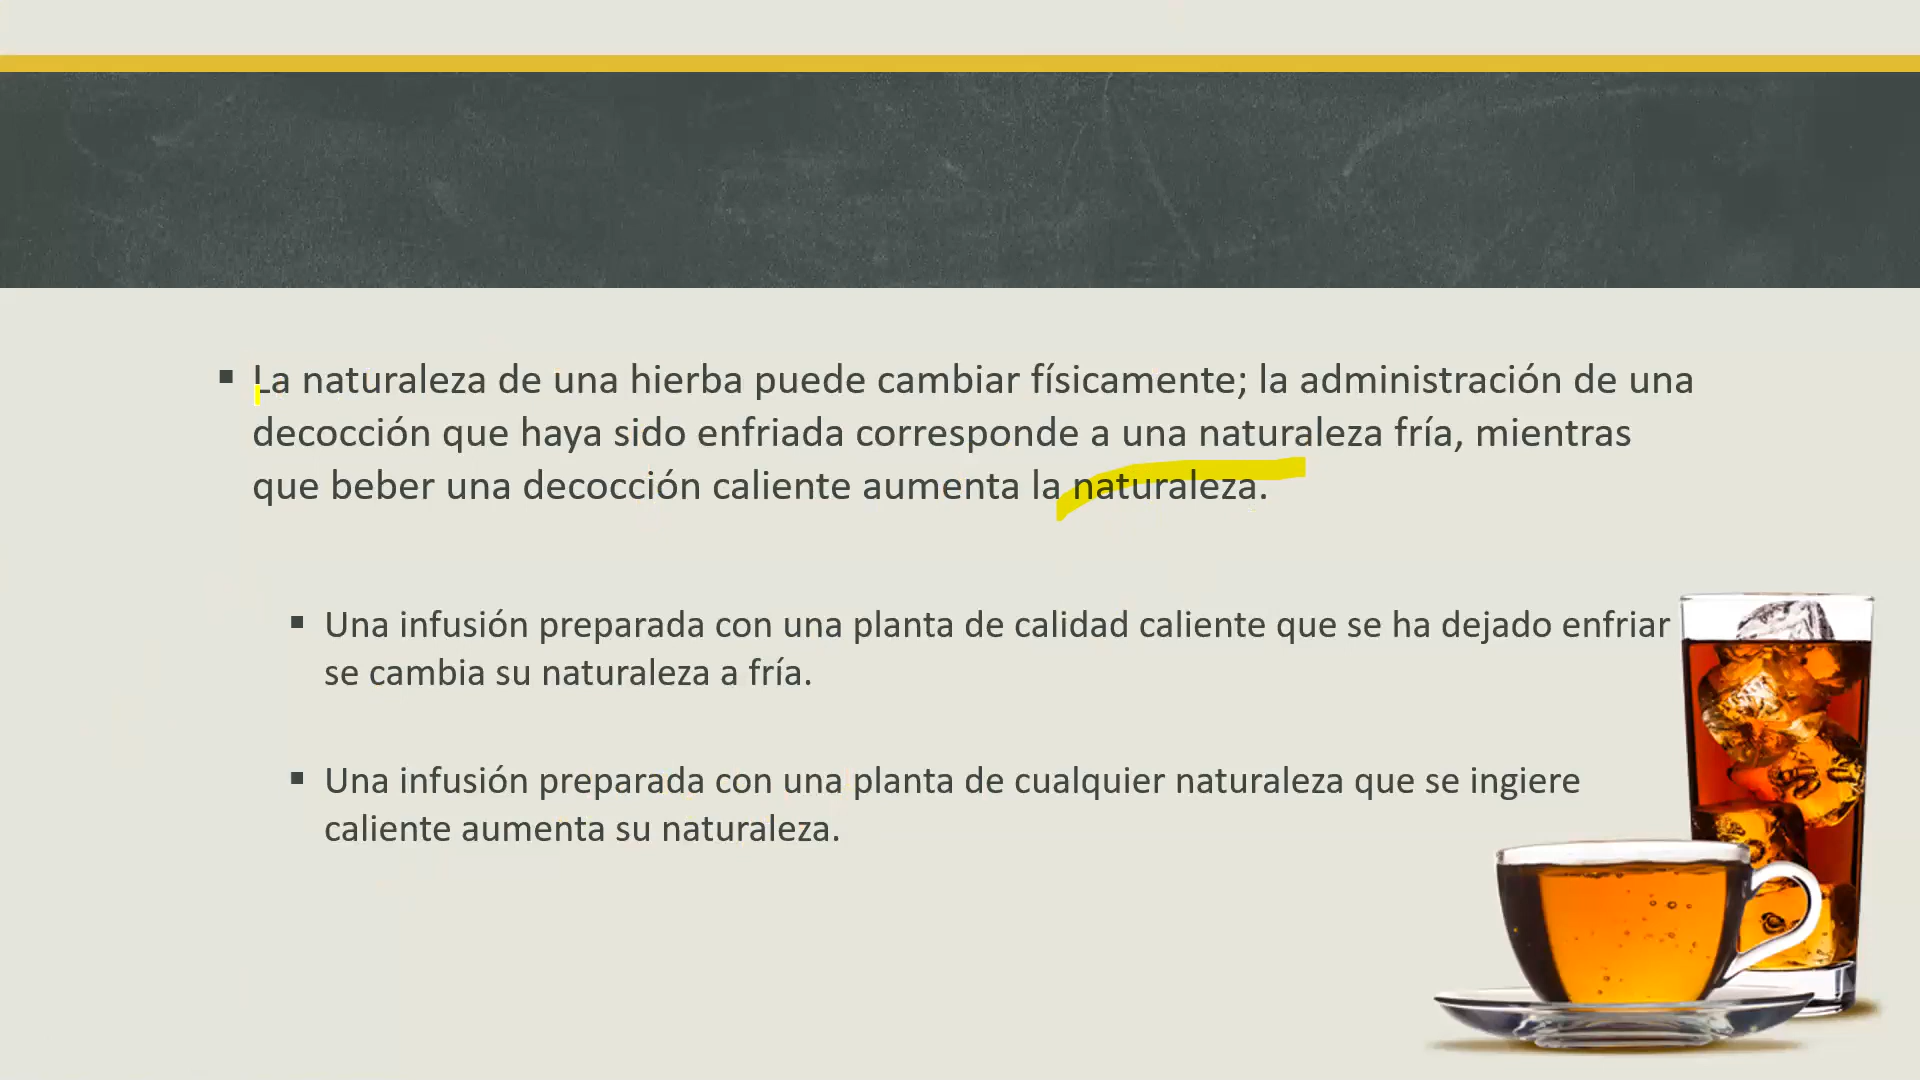 La naturaleza de una hierba puede cambiar físicamente; la administración de una
decocción que haya sido enfriada corresponde a una naturaleza fría, mientras
que beber una decocción caliente aumenta la naturaleza.
Una infusión preparada con una planta de calidad caliente que se ha dejado enfriar
se cambia su naturaleza a fría.
Una infusión preparada con una planta de cualquier naturaleza que se ingiere
caliente aumenta su naturaleza.